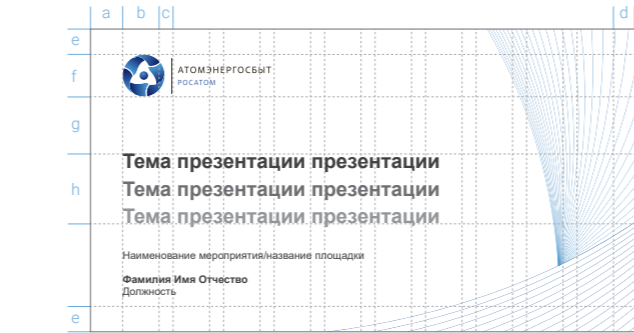 a b c d
e
f
АТОМЭНЕРГОСБЫТ
РОСАТОМ
g
Тема презентации презентации
h
Тема презентации презентации
Тема презентации презентации
Наименование мероприятия/название площадки
Фамилия Имя Отчество
Должность
e